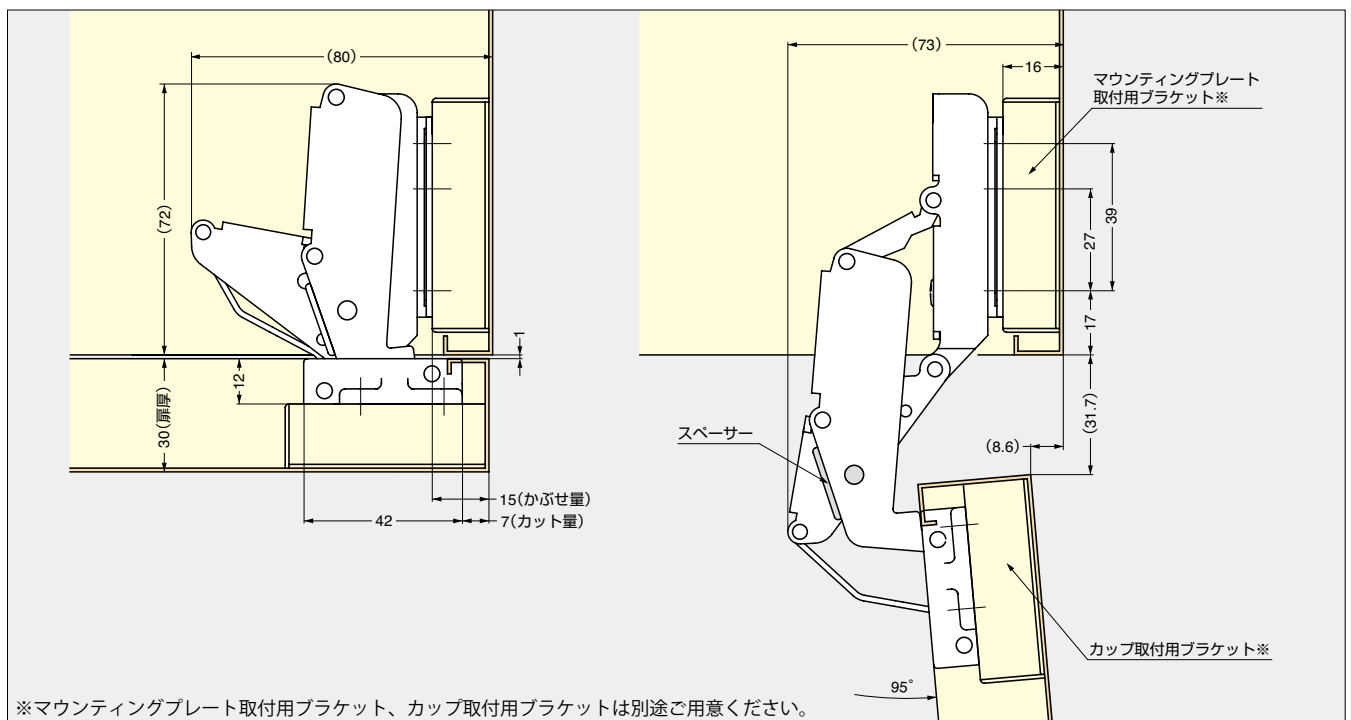 (80)
(72)
1
12
30(扉厚)
15(かぶせ量)
42
7(カット量)
(73)
16
マウンティングプレート
取付用ブラケット※
39
27
17
(31.7)
(8.6)
スペーサー
カップ取付用ブラケット※
95°
※マウンティングプレート取付用ブラケット、カップ取付用ブラケットは別途ご用意ください。